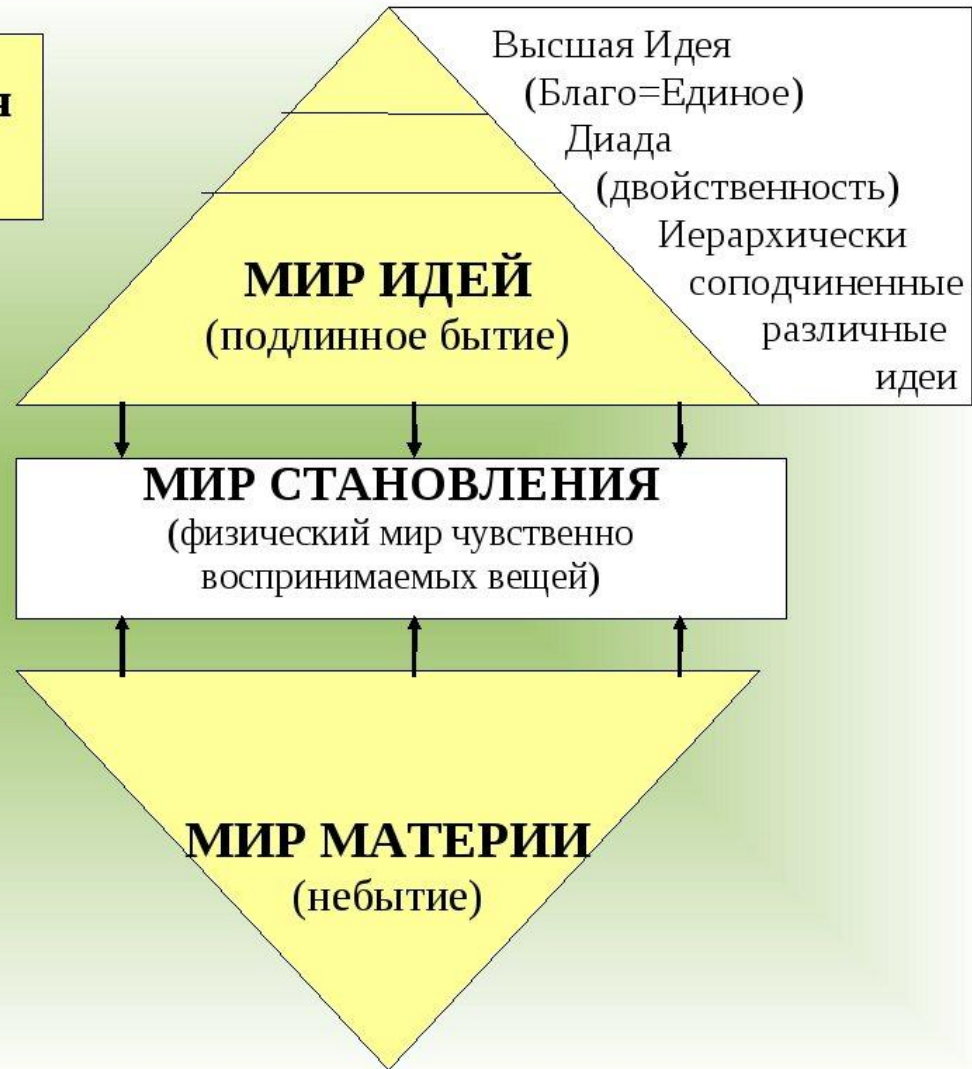 я
Высшая Идея
(Благо=Единое)
Диада
(двойственность)
Иерархически
соподчиненные
различные
идеи
МИР ИДЕЙ
(подлинное бытие)
МИР СТАНОВЛЕНИЯ
(физический мир чувственно
воспринимаемых вещей)
МИР МАТЕРИИ
(небытие)